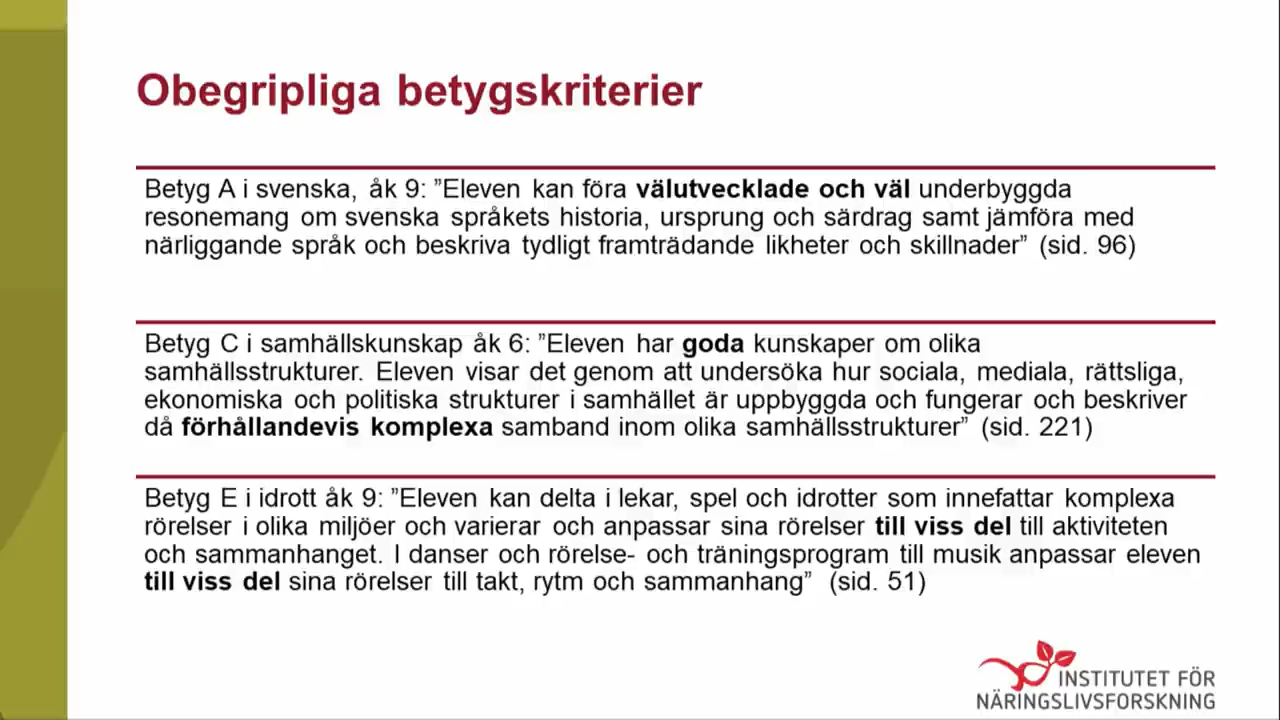 Obegripliga betygskriterier
Betyg A i svenska, åk 9: ”Eleven kan föra välutvecklade och väl underbyggda
resonemang om svenska språkets historia, ursprung och särdrag samt jämföra med
närliggande språk och beskriva tydligt framträdande likheter och skillnader” (sid. 96)
Betyg C i samhällskunskap åk 6: ”Eleven har goda kunskaper om olika
samhällsstrukturer. Eleven visar det genom att undersöka hur sociala, mediala, rättsliga,
ekonomiska och politiska strukturer i samhället är uppbyggda och fungerar och beskriver
då förhållandevis komplexa samband inom olika samhällsstrukturer” (sid. 221)
Betyg E i idrott åk 9: ”Eleven kan delta i lekar, spel och idrotter som innefattar komplexa
rörelser i olika miljöer och varierar och anpassar sina rörelser till viss del till aktiviteten
och sammanhanget. I danser och rörelse- och träningsprogram till musik anpassar eleven
till viss del sina rörelser till takt, rytm och sammanhang” (sid. 51)
INSTITUTET FÖR
NÄRINGSLIVSFORSKNING